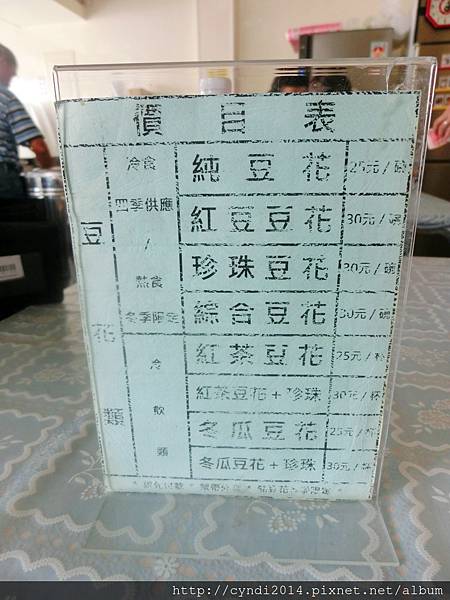 價目表
豆花類
冷食
四季供應
/
熱食
冬季限定
純豆花 25元/碗
紅豆豆花 30元/碗
珍珠豆花 30元/碗
綜合豆花 30元/碗
冷飲類
紅茶豆花 25元/杯
紅茶豆花+珍珠 30元/杯
冬瓜豆花 25元/杯
冬瓜豆花+珍珠 30元/杯
http://cyndi2014.pixnet.net/album